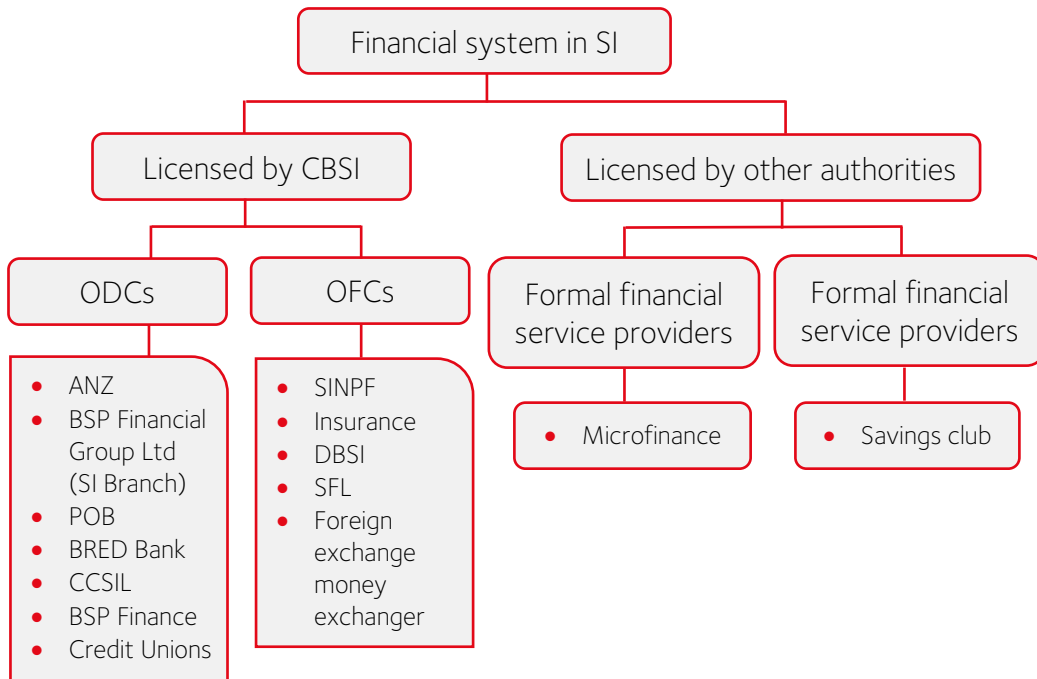 Financial system in SI
Licensed by CBSI
Licensed by other authorities
ODCs
OFCs
Formal financial
service providers
Formal financial
service providers
• ANZ
• BSP Financial
Group Ltd
(SI Branch)
• POB
• BRED Bank
• CCSIL
• BSP Finance
• Credit Unions
• SINPF
• Insurance
• DBSI
• SFL
• Foreign
exchange
money
exchanger
• Microfinance
• Savings club